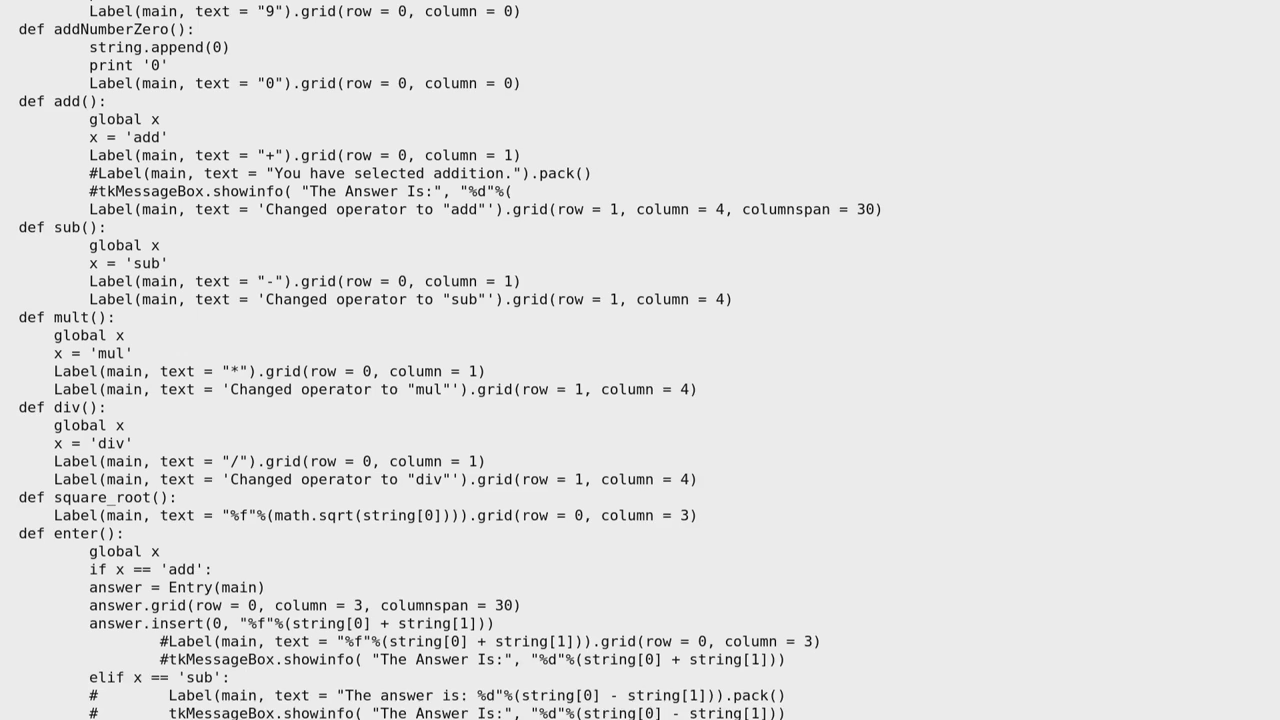 Label(main, text = "9").grid(row = 0, column = 0)
def addNumberZero():
        string.append(0)
        print '0'
        Label(main, text = "0").grid(row = 0, column = 0)
def add():
        global x
        x = 'add'
        Label(main, text = "+").grid(row = 0, column = 1)
        #Label(main, text = "You have selected addition.").pack()
        #tkMessageBox.showinfo( "The Answer Is:", "%d"%(
        Label(main, text = 'Changed operator to "add"').grid(row = 1, column = 4, columnspan = 30)
def sub():
        global x
        x = 'sub'
        Label(main, text = "-").grid(row = 0, column = 1)
        Label(main, text = 'Changed operator to "sub"').grid(row = 1, column = 4)
def mult():
    global x
    x = 'mul'
    Label(main, text = "*").grid(row = 0, column = 1)
    Label(main, text = 'Changed operator to "mul"').grid(row = 1, column = 4)
def div():
    global x
    x = 'div'
    Label(main, text = "/").grid(row = 0, column = 1)
    Label(main, text = 'Changed operator to "div"').grid(row = 1, column = 4)
def square_root():
    Label(main, text = "%f"%(math.sqrt(string[0]))).grid(row = 0, column = 3)
def enter():
        global x
        if x == 'add':
        answer = Entry(main)
        answer.grid(row = 0, column = 3, columnspan = 30)
        answer.insert(0, "%f"%(string[0] + string[1]))
                #Label(main, text = "%f"%(string[0] + string[1])).grid(row = 0, column = 3)
                #tkMessageBox.showinfo( "The Answer Is:", "%d"%(string[0] + string[1]))
        elif x == 'sub':
        #        Label(main, text = "The answer is: %d"%(string[0] - string[1])).pack()
        #        tkMessageBox.showinfo( "The Answer Is:", "%d"%(string[0] - string[1]))